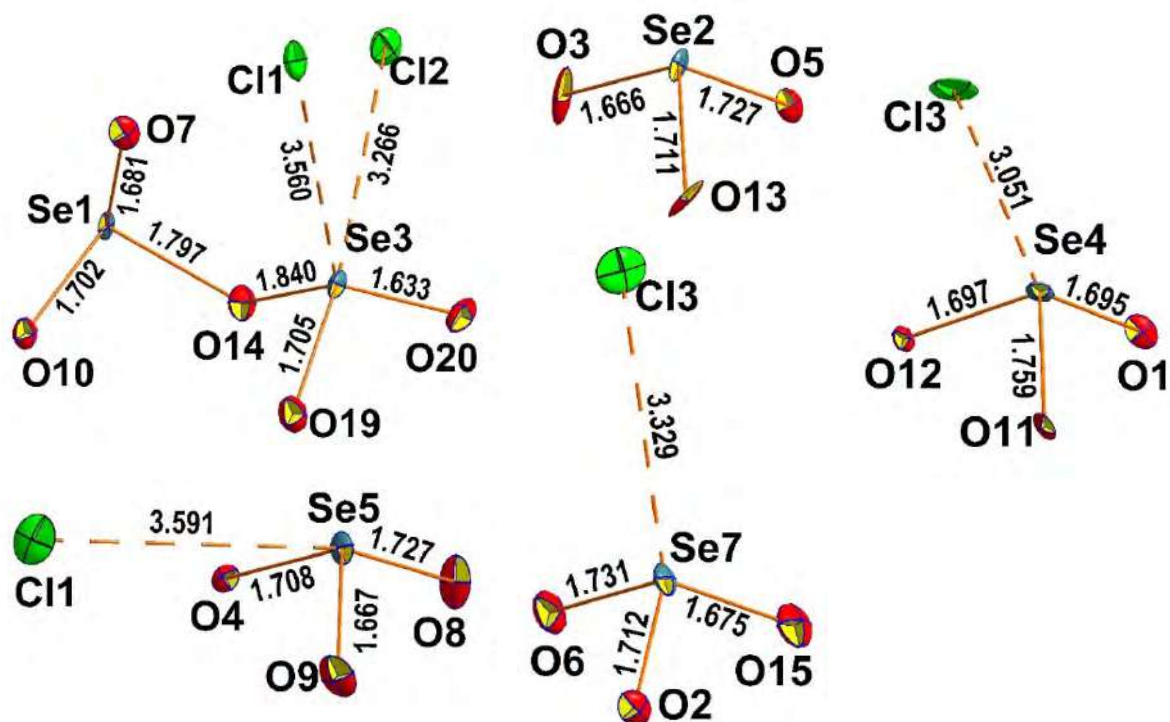 Cl1
Cl2
O7
3.560
3.266
1.681
Se1
1.797
Se3
1.702
1.840
1.633
O10
O14
1.705
O20
O19
O3
Se2
O5
1.666
1.727
1.711
O13
Cl3
3.051
Se4
1.697
1.695
O12
1.759
O1
O11
Cl3
3.329
Se7
1.731
1.712
1.675
O6
O15
O2
3.591
Se5
1.727
Cl1
1.708
O4
1.667
O8
O9